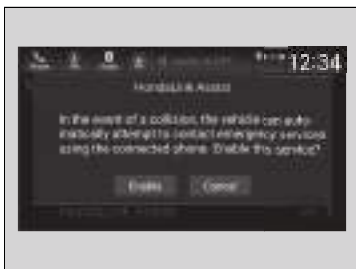 12:34
HondaLink Assist
In the event of a collision, the vehicle can auto-
matically attempt to contact emergency services
using the connected phone. Enable this service?
Enable Cancel